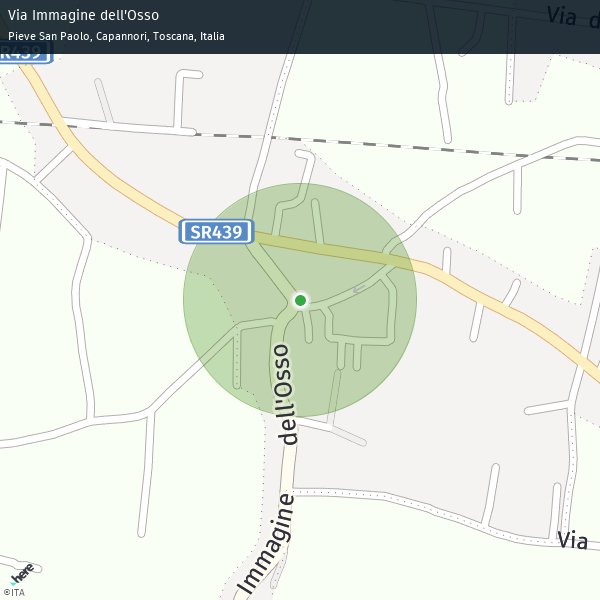 Via Immagine dell'Osso
Pieve San Paolo, Capannori, Toscana, Italia
Via d
SR439
SR439
Immagine dell'Osso
Via
here
©ITA